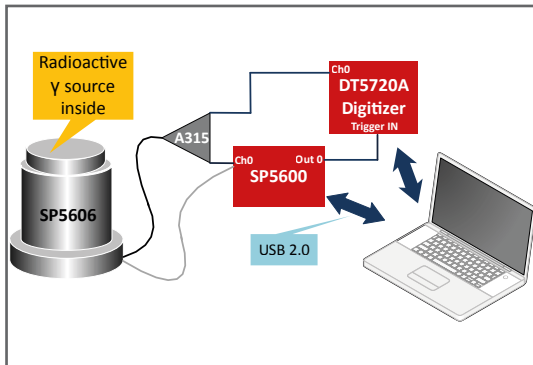 Radioactive
γ source
inside
SP5606
A315
Ch0
DT5720A
Digitizer
Trigger IN
Ch0
Out 0
SP5600
USB 2.0